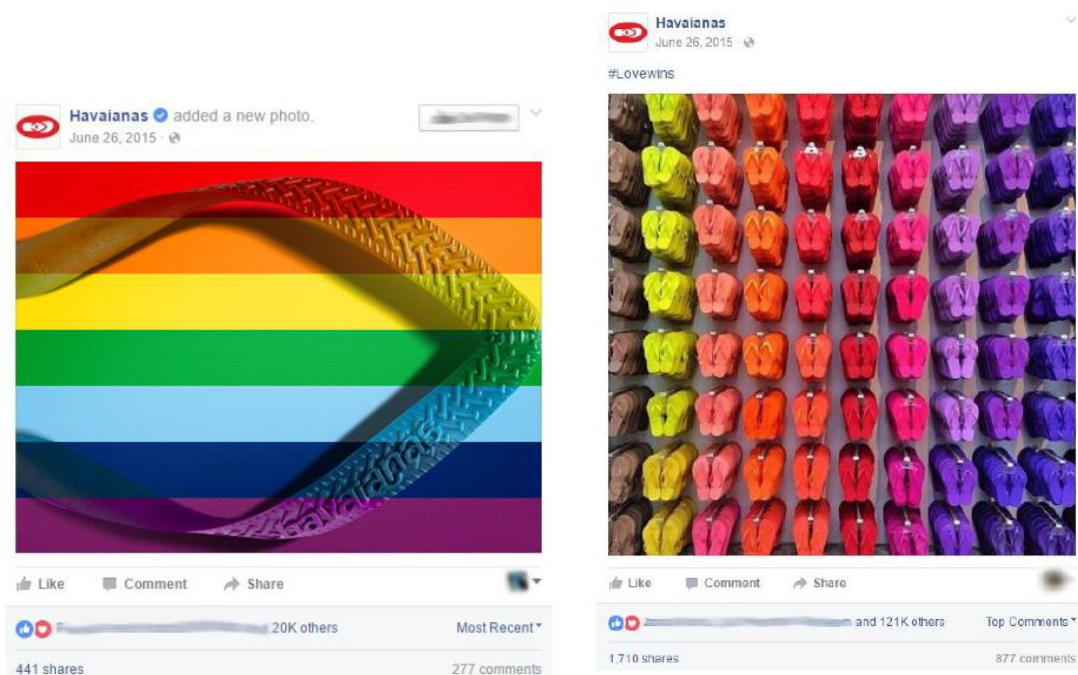 Havaianas added a new photo.
June 26, 2015
havaianas
Like Comment Share
20K others Most Recent
441 shares 277 comments
Havaianas
June 26, 2015
#Lovewins
Like Comment Share
and 121K others Top Comments
1,710 shares 877 comments